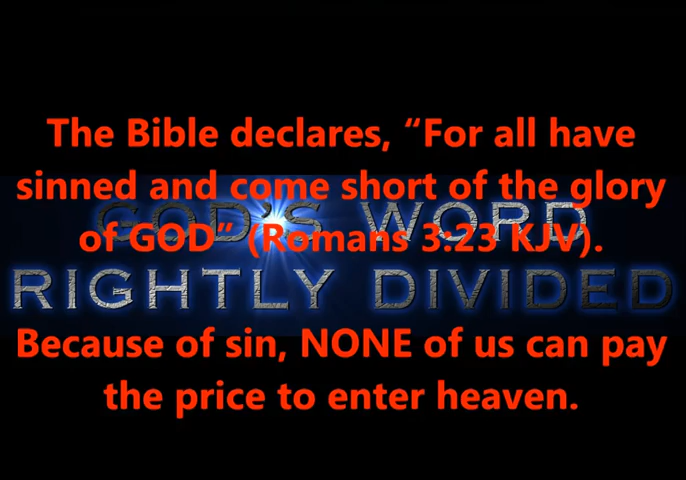 The Bible declares, “For all have
sinned and come short of the glory
GOD'S WORD
of GOD” (Romans 3:23 KJV).
RIGHTLY DIVIDED
Because of sin, NONE of us can pay
the price to enter heaven.